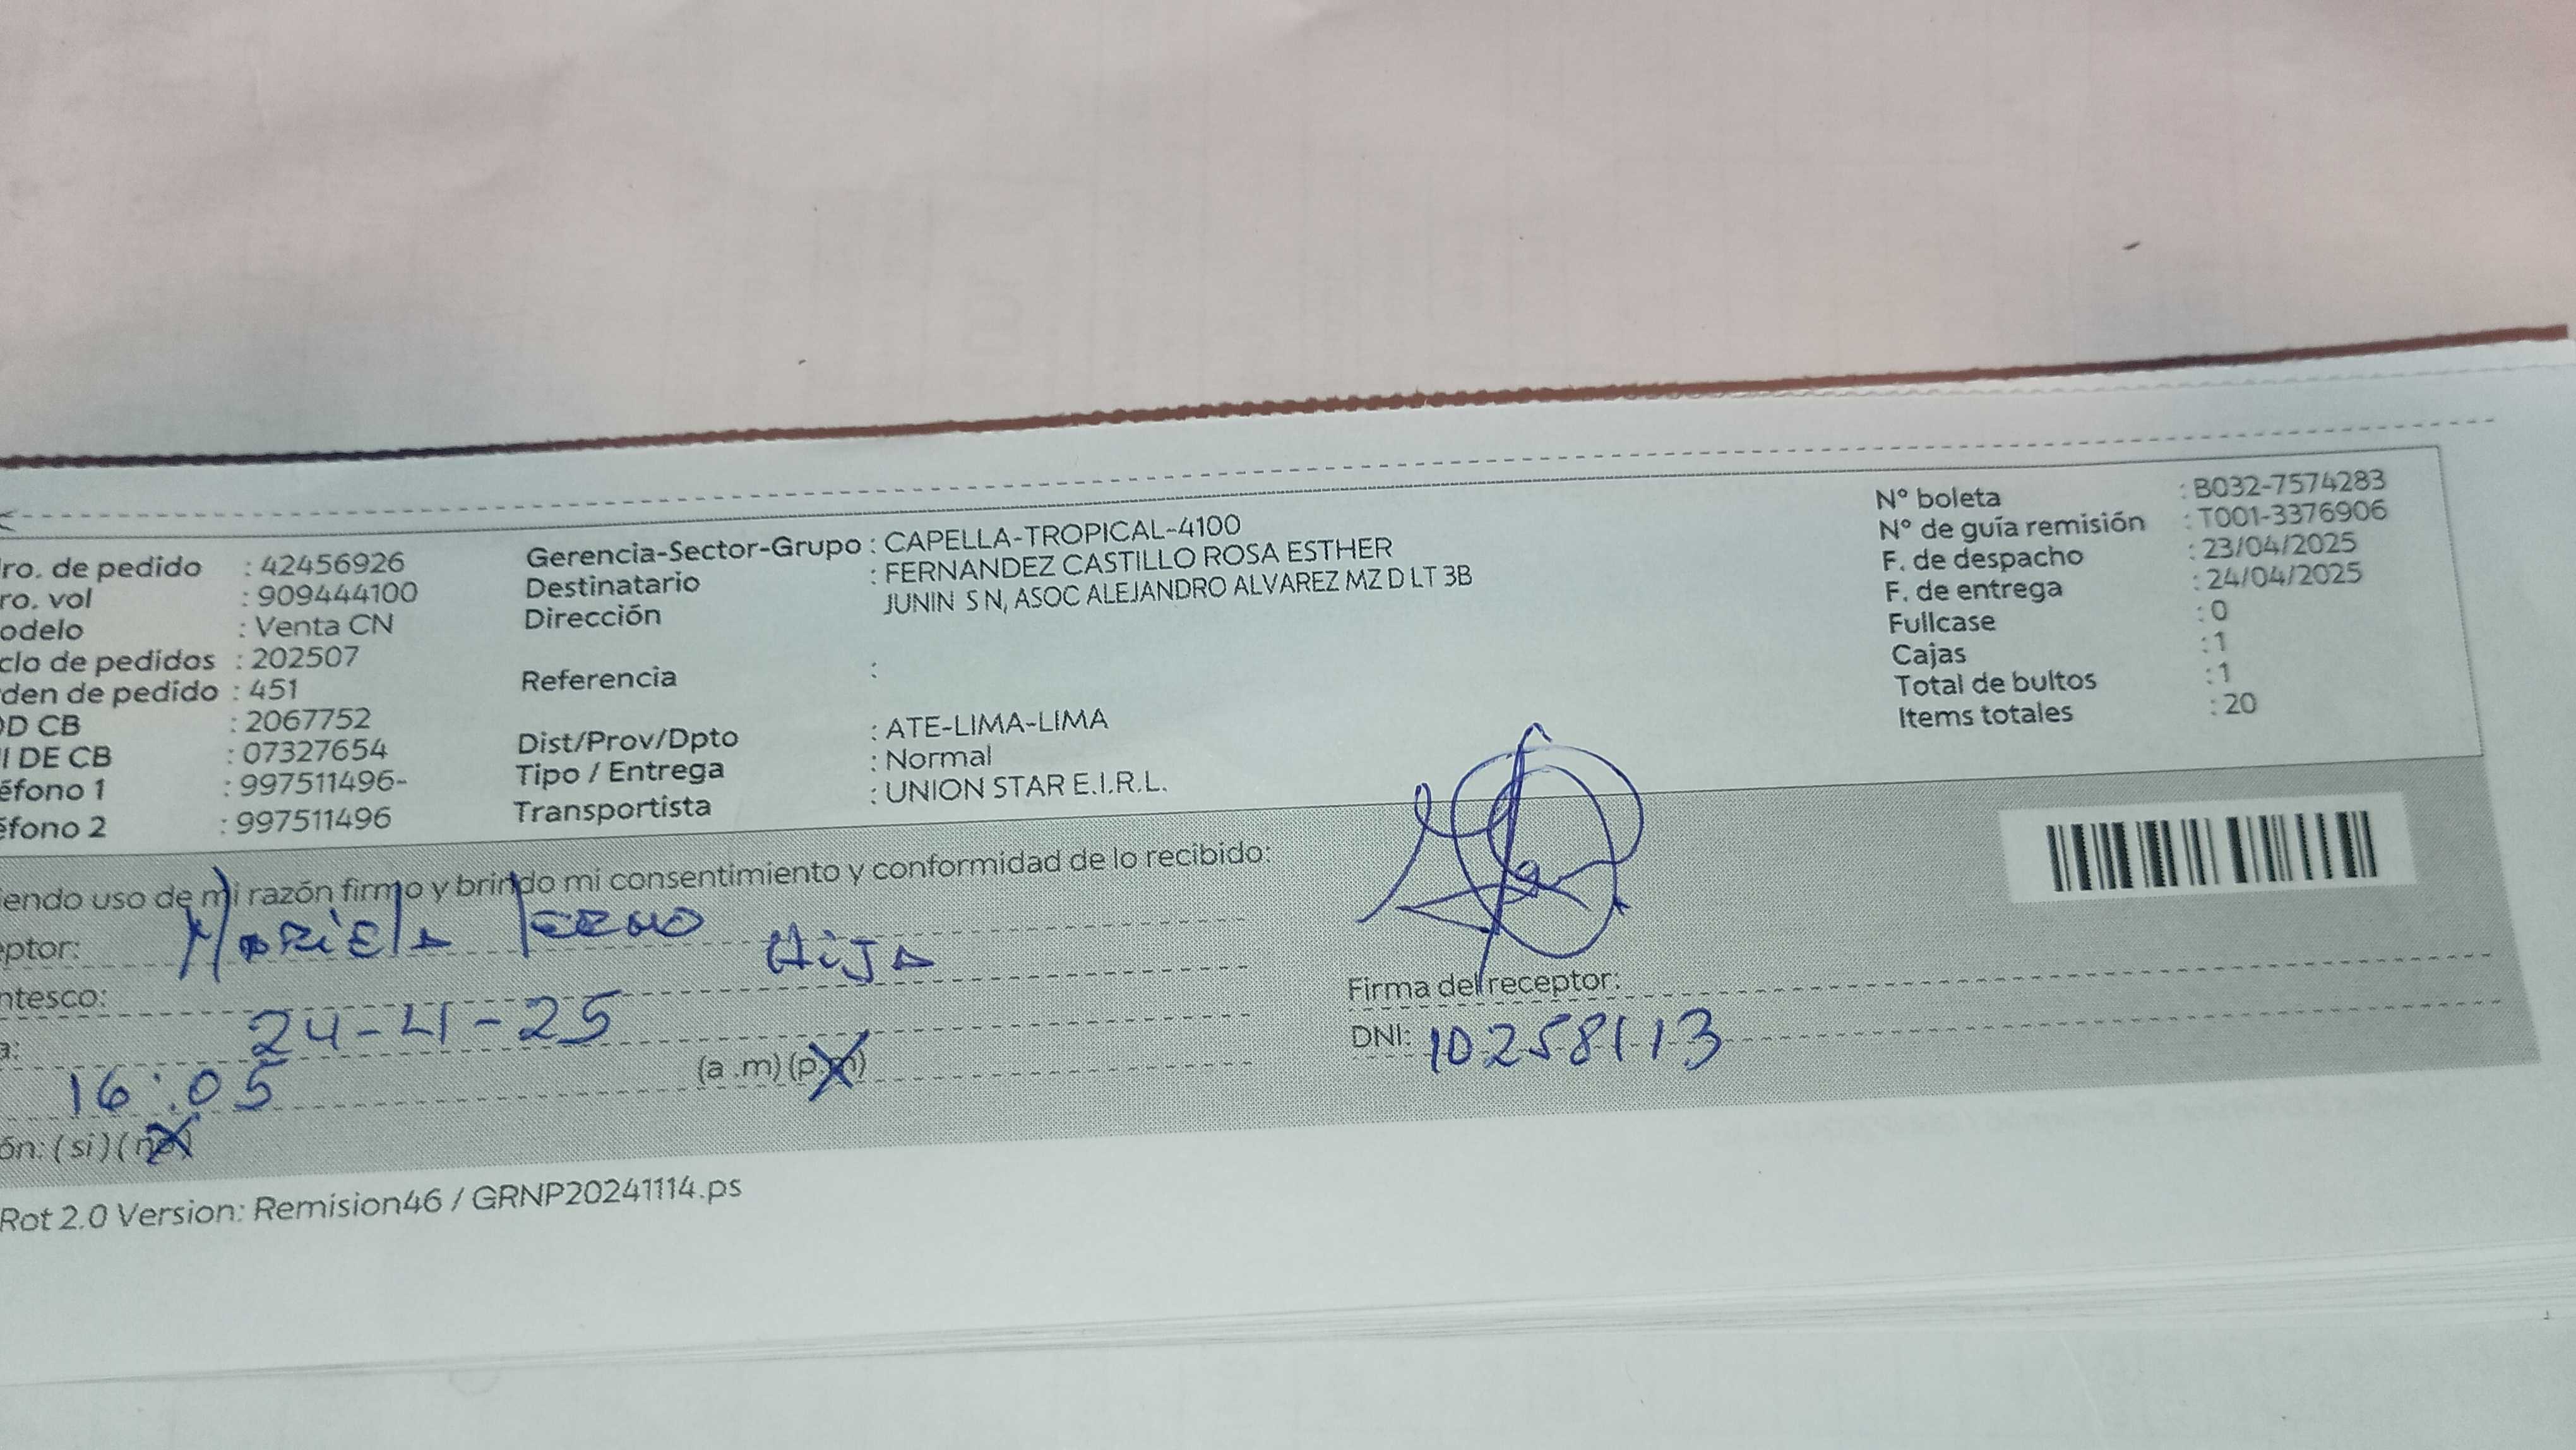 ro. de pedido : 42456926
ro. vol : 909444100
odelo : Venta CN
clo de pedidos : 202507
den de pedido : 451
OD CB : 2067752
I DE CB : 07327654
éfono 1 : 997511496-
éfono 2 : 997511496
Gerencia-Sector-Grupo : CAPELLA-TROPICAL-4100
Destinatario : FERNANDEZ CASTILLO ROSA ESTHER
Dirección JUNIN S N, ASOC ALEJANDRO ALVAREZ MZ D LT 3B
Referencia :
Dist/Prov/Dpto : ATE-LIMA-LIMA
Tipo / Entrega : Normal
Transportista : UNION STAR E.I.R.L.
N° boleta : B032-7574283
N° de guía remisión : T001-3376906
F. de despacho : 23/04/2025
F. de entrega : 24/04/2025
Fullcase : 0
Cajas : 1
Total de bultos : 1
Items totales : 20
iendo uso de mi razón firmo y brindo mi consentimiento y conformidad de lo recibido:
eptor: Mariela
ntesco: Hija
a: 24-4-25
16:05 (a .m) (p.m)
ón: ( si ) ( no )
Firma del receptor:
DNI: 10258113
Rot 2.0 Version: Remision46 / GRNP20241114.ps